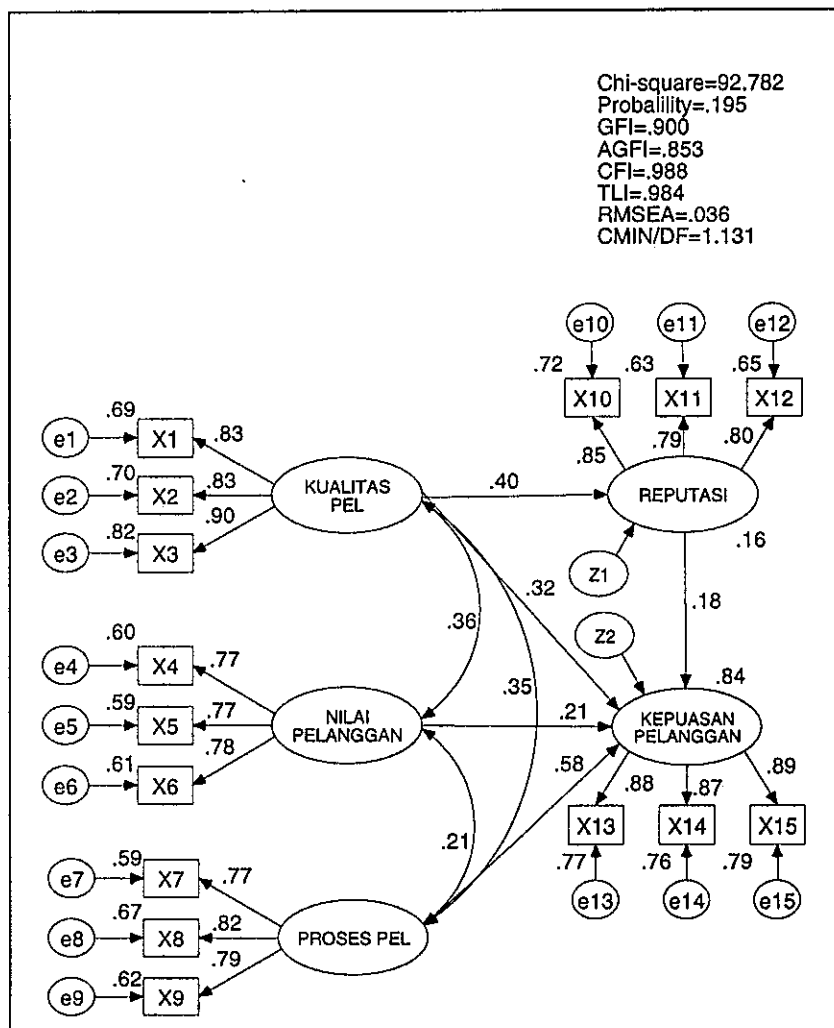 Chi-square=92.782
Probalility=.195
GFI=.900
AGFI=.853
CFI=.988
TLI=.984
RMSEA=.036
CMIN/DF=1.131
e10 e11 e12
.72 .63 .65
X10 X11 X12
.85 .79 .80
.69
e1 X1 .83
.70
e2 X2 .83
.82 .90
e3 X3
KUALITAS
PEL
.40
REPUTASI
.16
Z1
.32
.18
.36
Z2
.35
.84
.60
e4 X4 .77
.59
e5 X5 .77
.61 .78
e6 X6
NILAI
PELANGGAN
.21
KEPUASAN
PELANGGAN
.58
.88 .87 .89
X13 X14 X15
.77 .76 .79
e13 e14 e15
.21
.59
e7 X7 .77
.67
e8 X8 .82
.62 .79
e9 X9
PROSES PEL